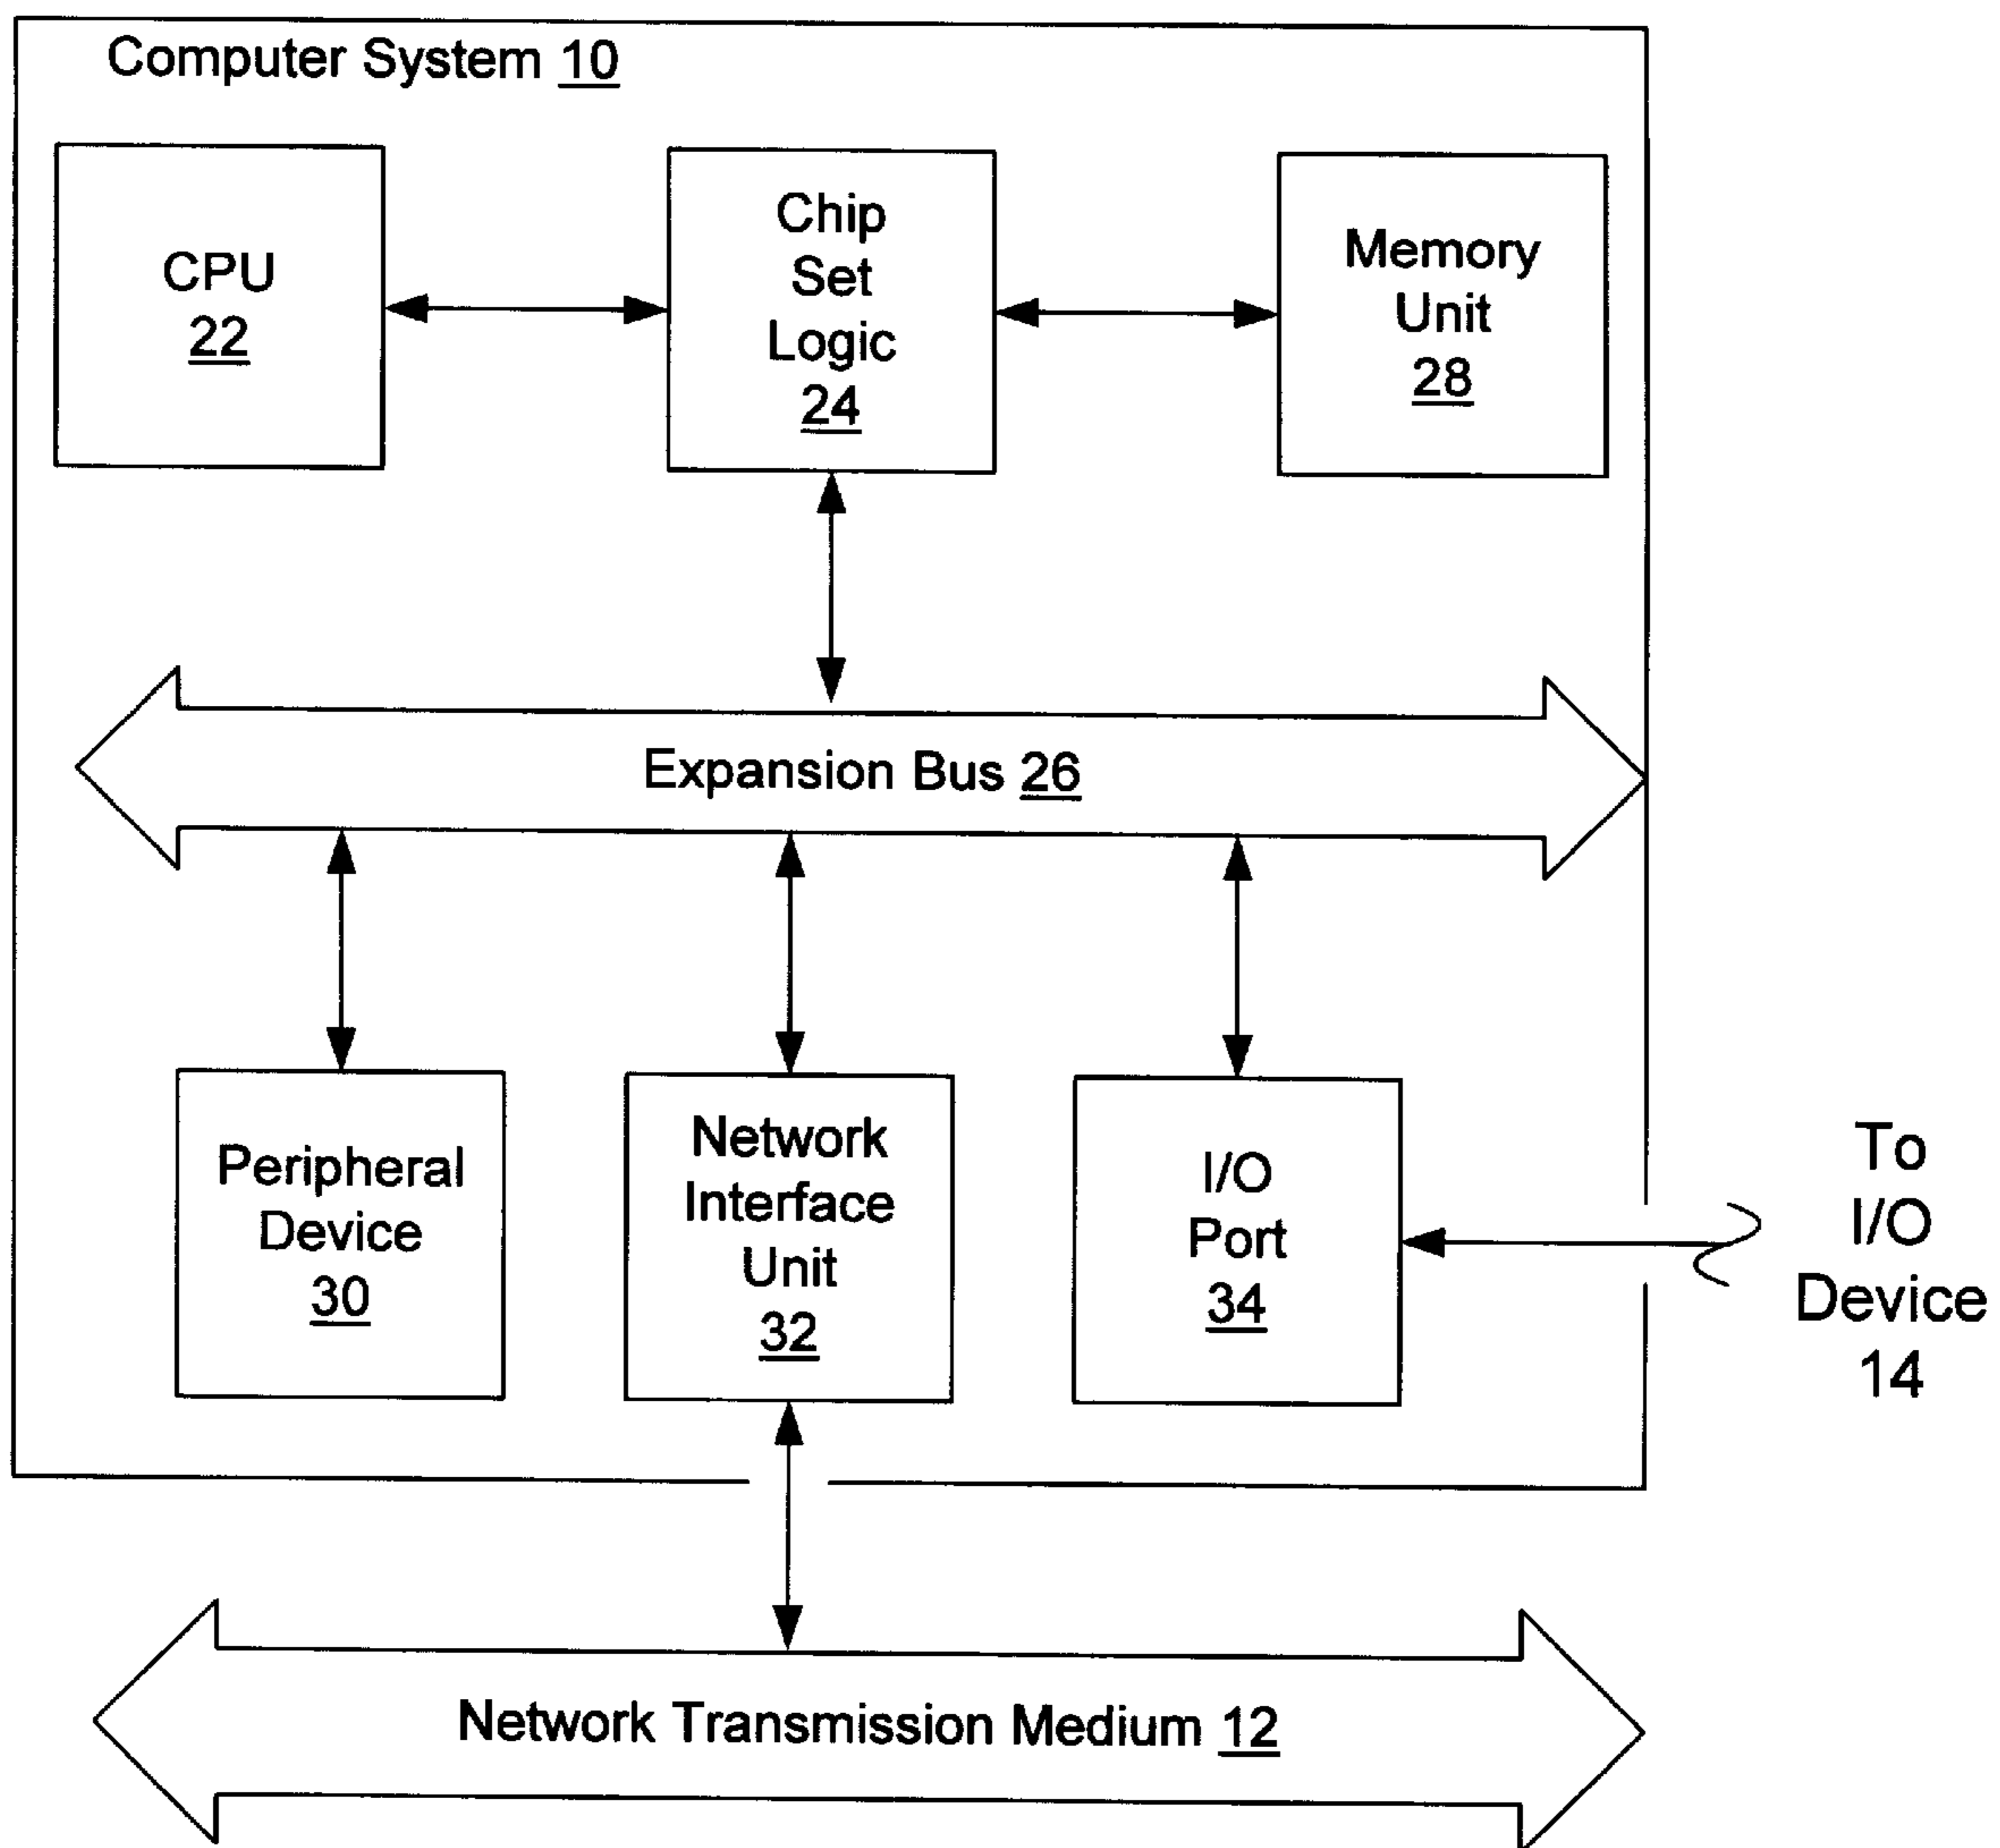 Computer System 10
CPU
22
Chip
Set
Logic
24
Memory
Unit
28
Expansion Bus 26
Peripheral
Device
30
Network
Interface
Unit
32
I/O
Port
34
To
I/O
Device
14
Network Transmission Medium 12